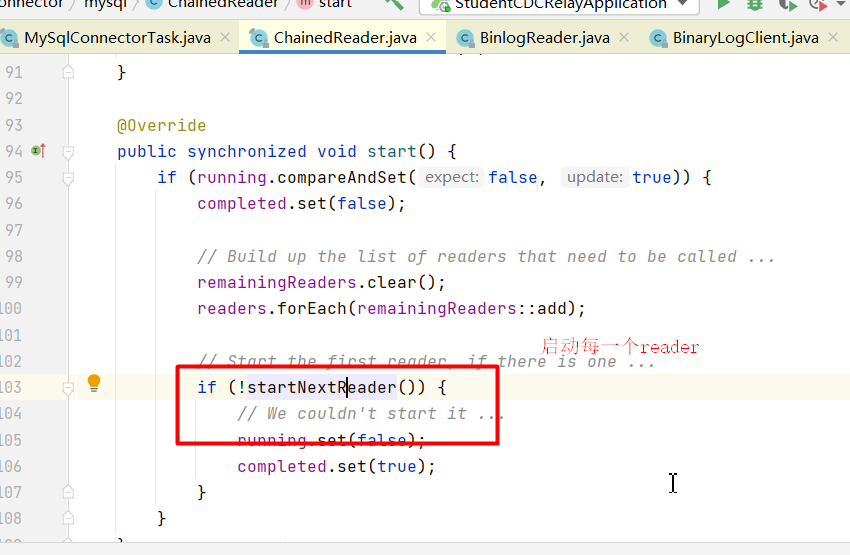 onnector mysql ChainedReader start StudentCDCRelayApplication
MySqlConnectorTask.java ChainedReader.java BinlogReader.java BinaryLogClient.java
91 }
92
93 @Override
94 public synchronized void start() {
95 if (running.compareAndSet( expect: false, update: true)) {
96 completed.set(false);
97
98 // Build up the list of readers that need to be called ...
99 remainingReaders.clear();
100 readers.forEach(remainingReaders::add);
101
启动每一个reader
102 // Start the first reader, if there is one ...
103 if (!startNextReader()) {
104 // We couldn't start it ...
105 running.set(false);
106 completed.set(true);
107 }
108 }